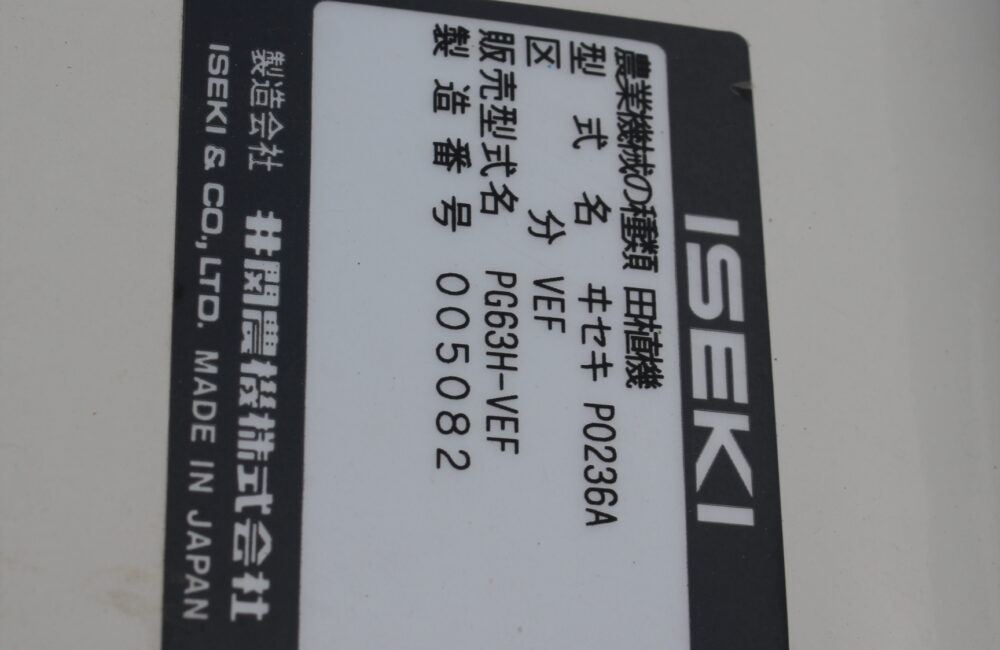 ISEKI
農業機械の種類 田植機
型式名 ヰセキ P0236A
区分 VEF
販売型式名 PG63H-VEF
製造番号 005082
製造会社 井関農機株式会社
ISEKI & CO., LTD. MADE IN JAPAN